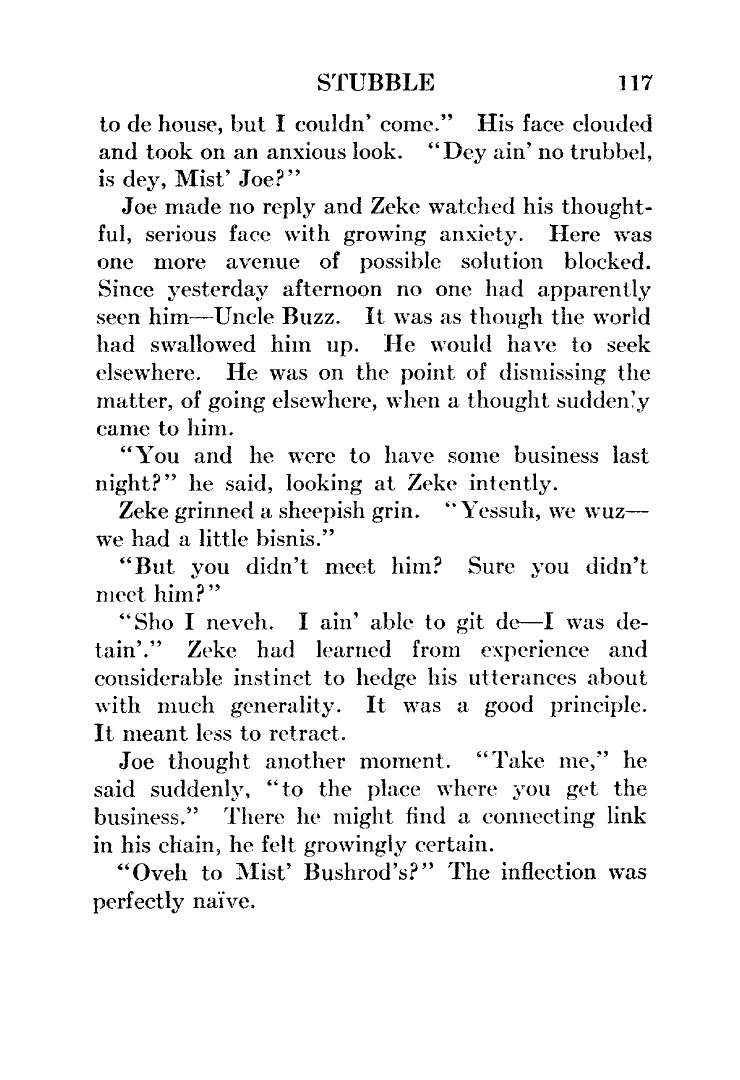 STUBBLE 117
to de house, but I couldn' come." His face clouded
and took on an anxious look. "Dey ain' no trubbel,
is dey, Mist' Joe?"
Joe made no reply and Zeke watched his thought-
ful, serious face with growing anxiety. Here was
one more avenue of possible solution blocked.
Since yesterday afternoon no one had apparently
seen him—Uncle Buzz. It was as though the world
had swallowed him up. He would have to seek
elsewhere. He was on the point of dismissing the
matter, of going elsewhere, when a thought suddenly
came to him.
"You and he were to have some business last
night?" he said, looking at Zeke intently.
Zeke grinned a sheepish grin. "Yessuh, we wuz—
we had a little bisnis."
"But you didn't meet him? Sure you didn't
meet him?"
"Sho I neveh. I ain' able to git de—I was de-
tain'." Zeke had learned from experience and
considerable instinct to hedge his utterances about
with much generality. It was a good principle.
It meant less to retract.
Joe thought another moment. "Take me," he
said suddenly, "to the place where you get the
business." There he might find a connecting link
in his chain, he felt growingly certain.
"Oveh to Mist' Bushrod's?" The inflection was
perfectly naïve.